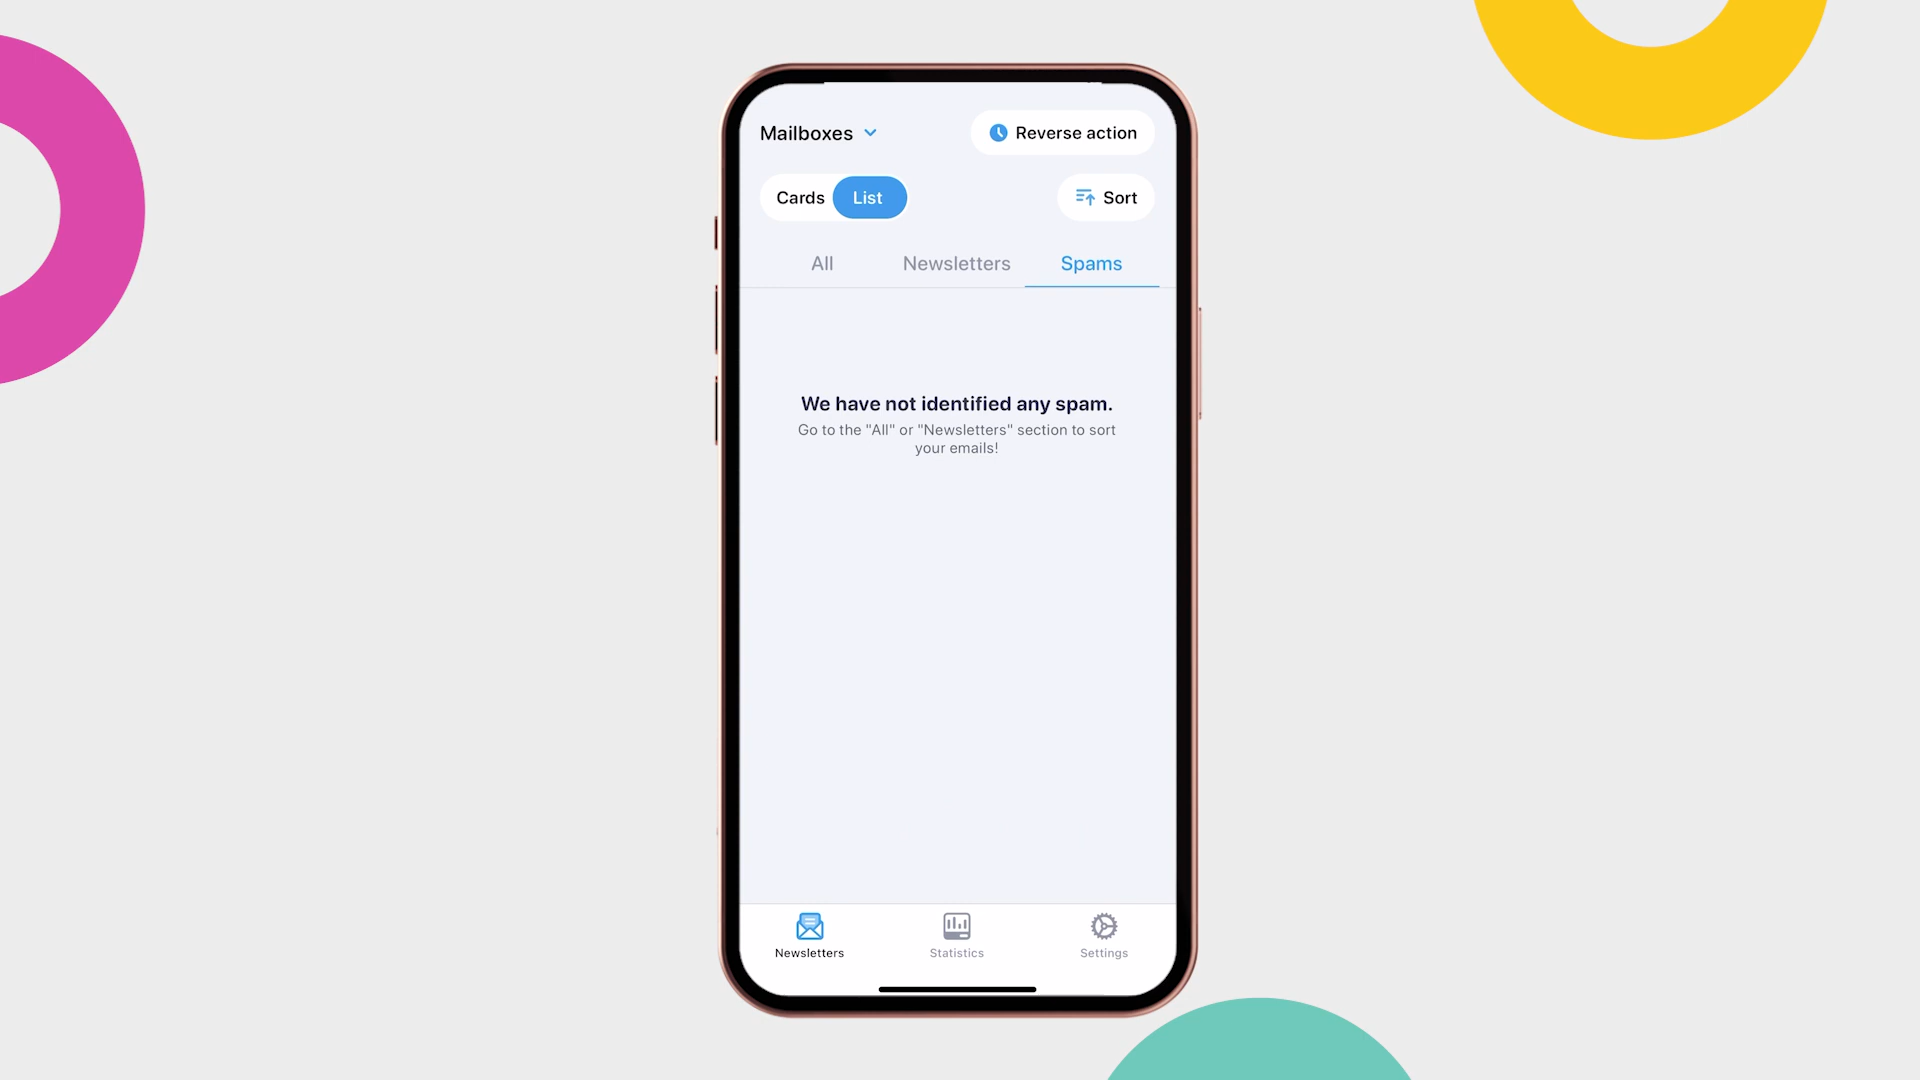 Mailboxes
Reverse action
Cards
List
Sort
All
Newsletters
Spams
We have not identified any spam.
Go to the "All" or "Newsletters" section to sort
your emails!
Newsletters
Statistics
Settings